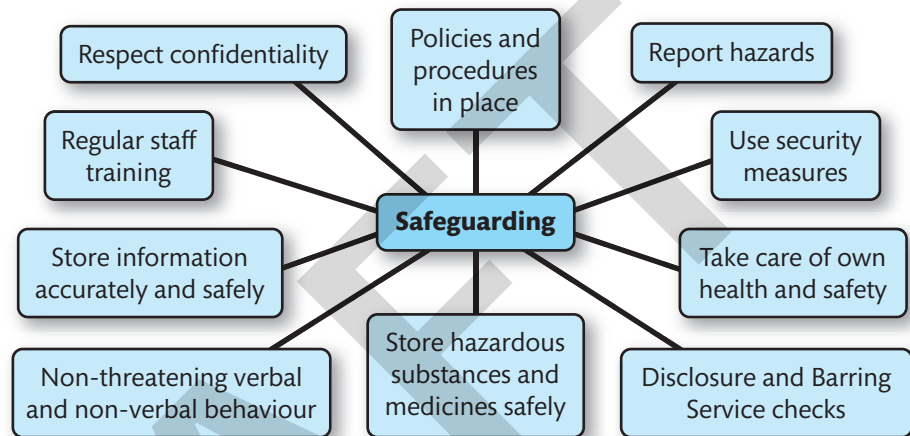 Respect confidentiality
Policies and
procedures
in place
Report hazards
Regular staff
training
Use security
measures
Safeguarding
Store information
accurately and safely
Take care of own
health and safety
Non-threatening verbal
and non-verbal behaviour
Store hazardous
substances and
medicines safely
Disclosure and Barring
Service checks